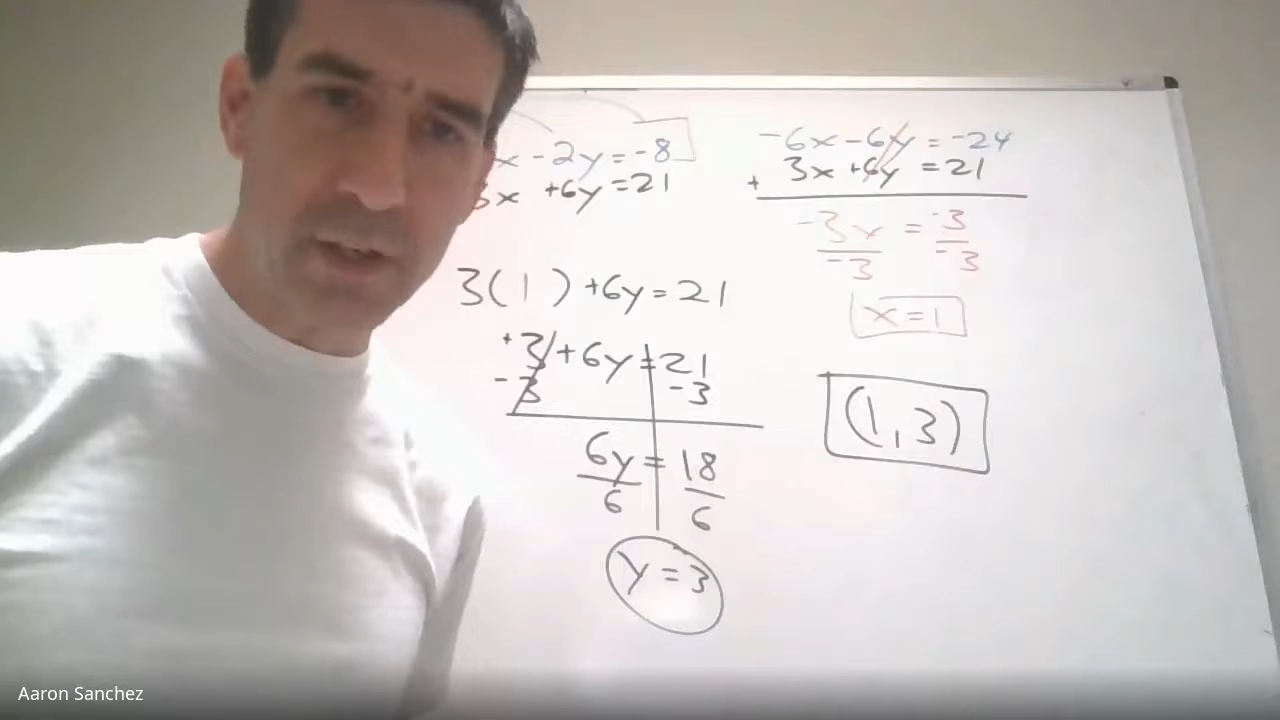 x - 2y = -8
3x + 6y = 21
3(1) + 6y = 21
+3 + 6y = 21
-3 -3
6y = 18
6 6
y = 3
-6x - 6y = -24
+ 3x + 6y = 21
-3x = -3
-3 -3
x = 1
(1, 3)
Aaron Sanchez